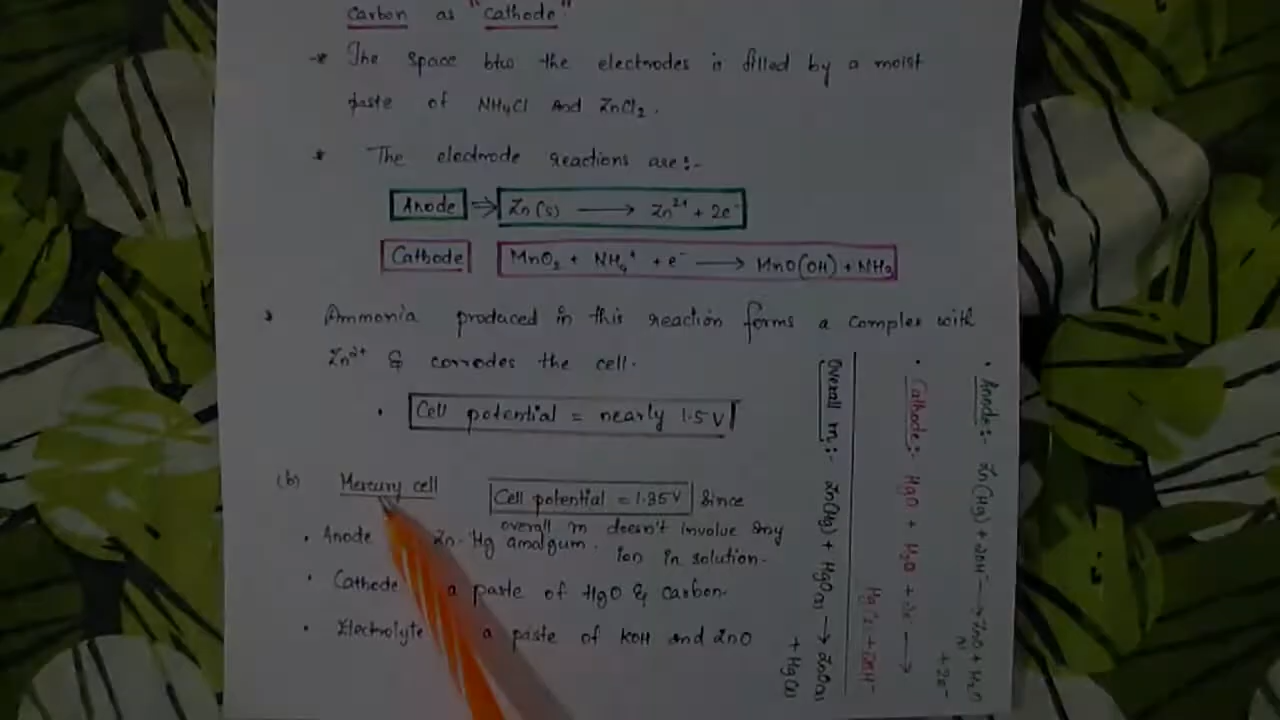 Carbon as "Cathode"
* The space btw the electrodes is filled by a moist
paste of NH4Cl And ZnCl2.
* The electrode reactions are:-
Anode ⇒ Zn(s) ⟶ Zn²⁺ + 2e⁻
Cathode MnO2 + NH4⁺ + e⁻ ⟶ MnO(OH) + NH3
* Ammonia produced in this reaction forms a complex with
Zn²⁺ & corrodes the cell.
• Cell potential = nearly 1.5 V
(b) Mercury cell Cell potential = 1.35V Since
overall rn doesn't involve any
ion in solution.
• Anode Zn-Hg amalgum.
• Cathode a paste of HgO & carbon.
• Electrolyte a paste of KOH and ZnO
• Anode:- Zn(Hg) + 2OH⁻ ⟶ ZnO(s) + H2O
+ 2e⁻
• Cathode:- HgO + H2O + 2e⁻ ⟶
Hg(l) + 2OH⁻
Overall rn:- Zn(Hg) + HgO(s) ⟶ ZnO(s)
+ Hg(l)